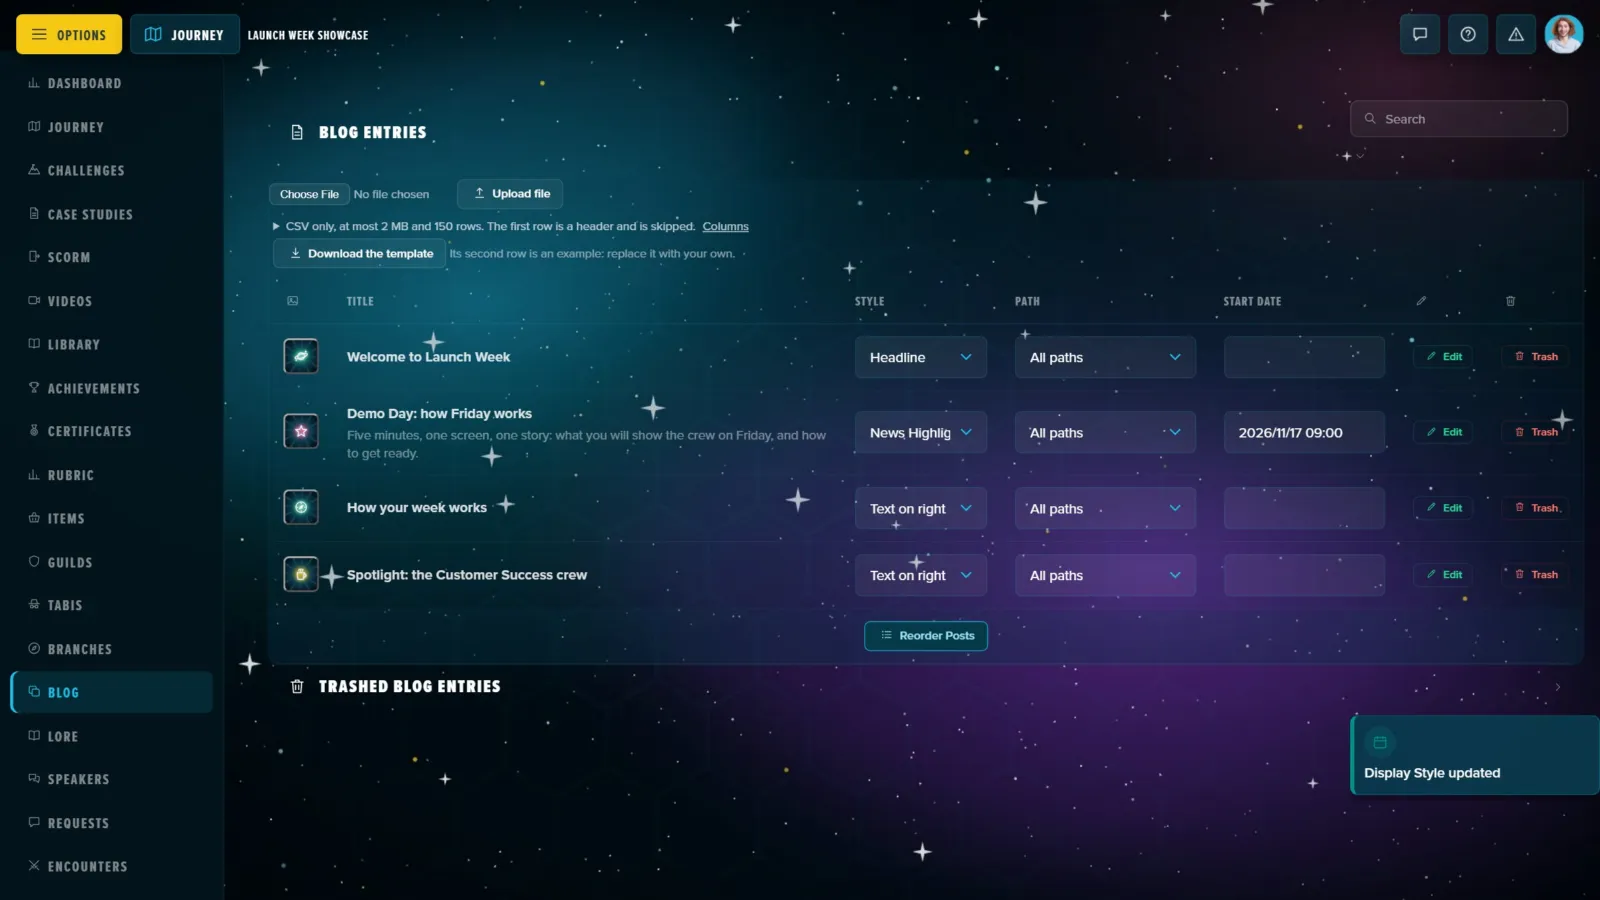 OPTIONS
JOURNEY
LAUNCH WEEK SHOWCASE
DASHBOARD
JOURNEY
CHALLENGES
CASE STUDIES
SCORM
VIDEOS
LIBRARY
ACHIEVEMENTS
CERTIFICATES
RUBRIC
ITEMS
GUILDS
TABIS
BRANCHES
BLOG
LORE
SPEAKERS
REQUESTS
ENCOUNTERS
BLOG ENTRIES
Search
Choose File No file chosen
Upload file
CSV only, at most 2 MB and 150 rows. The first row is a header and is skipped. Columns
Download the template
Its second row is an example: replace it with your own.
TITLE STYLE PATH START DATE
Welcome to Launch Week Headline All paths Edit Trash
Demo Day: how Friday works
Five minutes, one screen, one story: what you will show the crew on Friday, and how
to get ready.
News Highlig All paths 2026/11/17 09:00 Edit Trash
How your week works Text on right All paths Edit Trash
Spotlight: the Customer Success crew Text on right All paths Edit Trash
Reorder Posts
TRASHED BLOG ENTRIES
Display Style updated